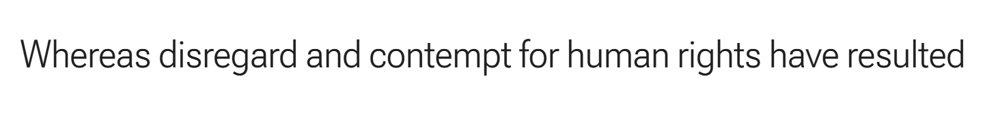 Whereas disregard and contempt for human rights have resulted